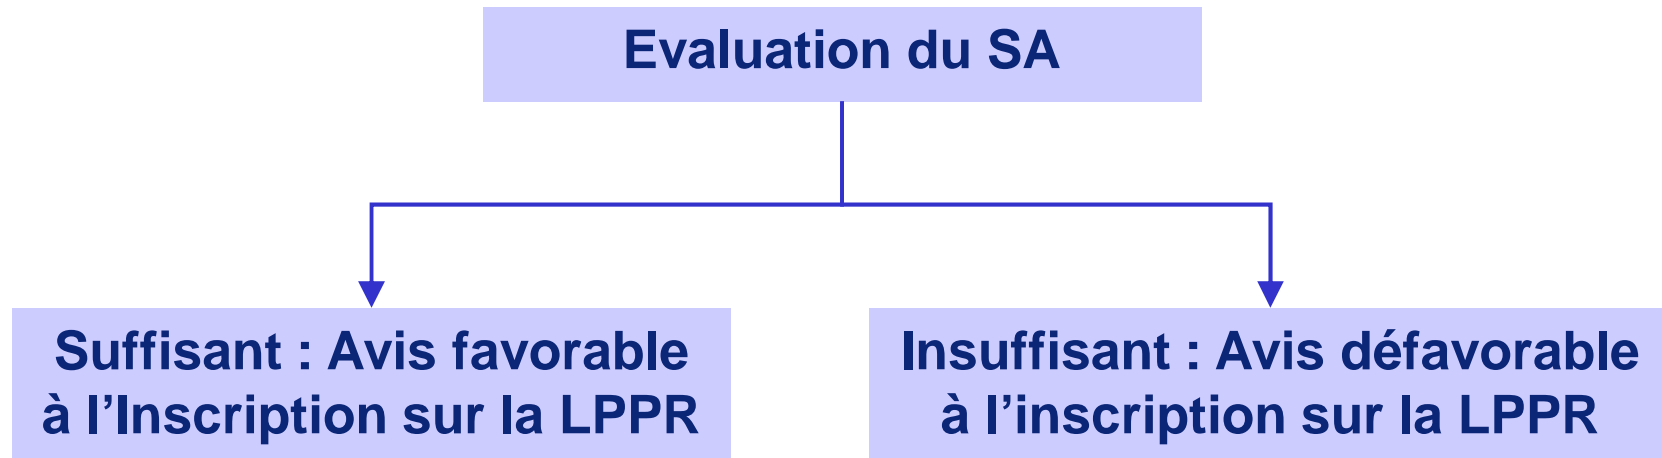 Evaluation du SA
Suffisant : Avis favorable
à l’Inscription sur la LPPR
Insuffisant : Avis défavorable
à l’inscription sur la LPPR